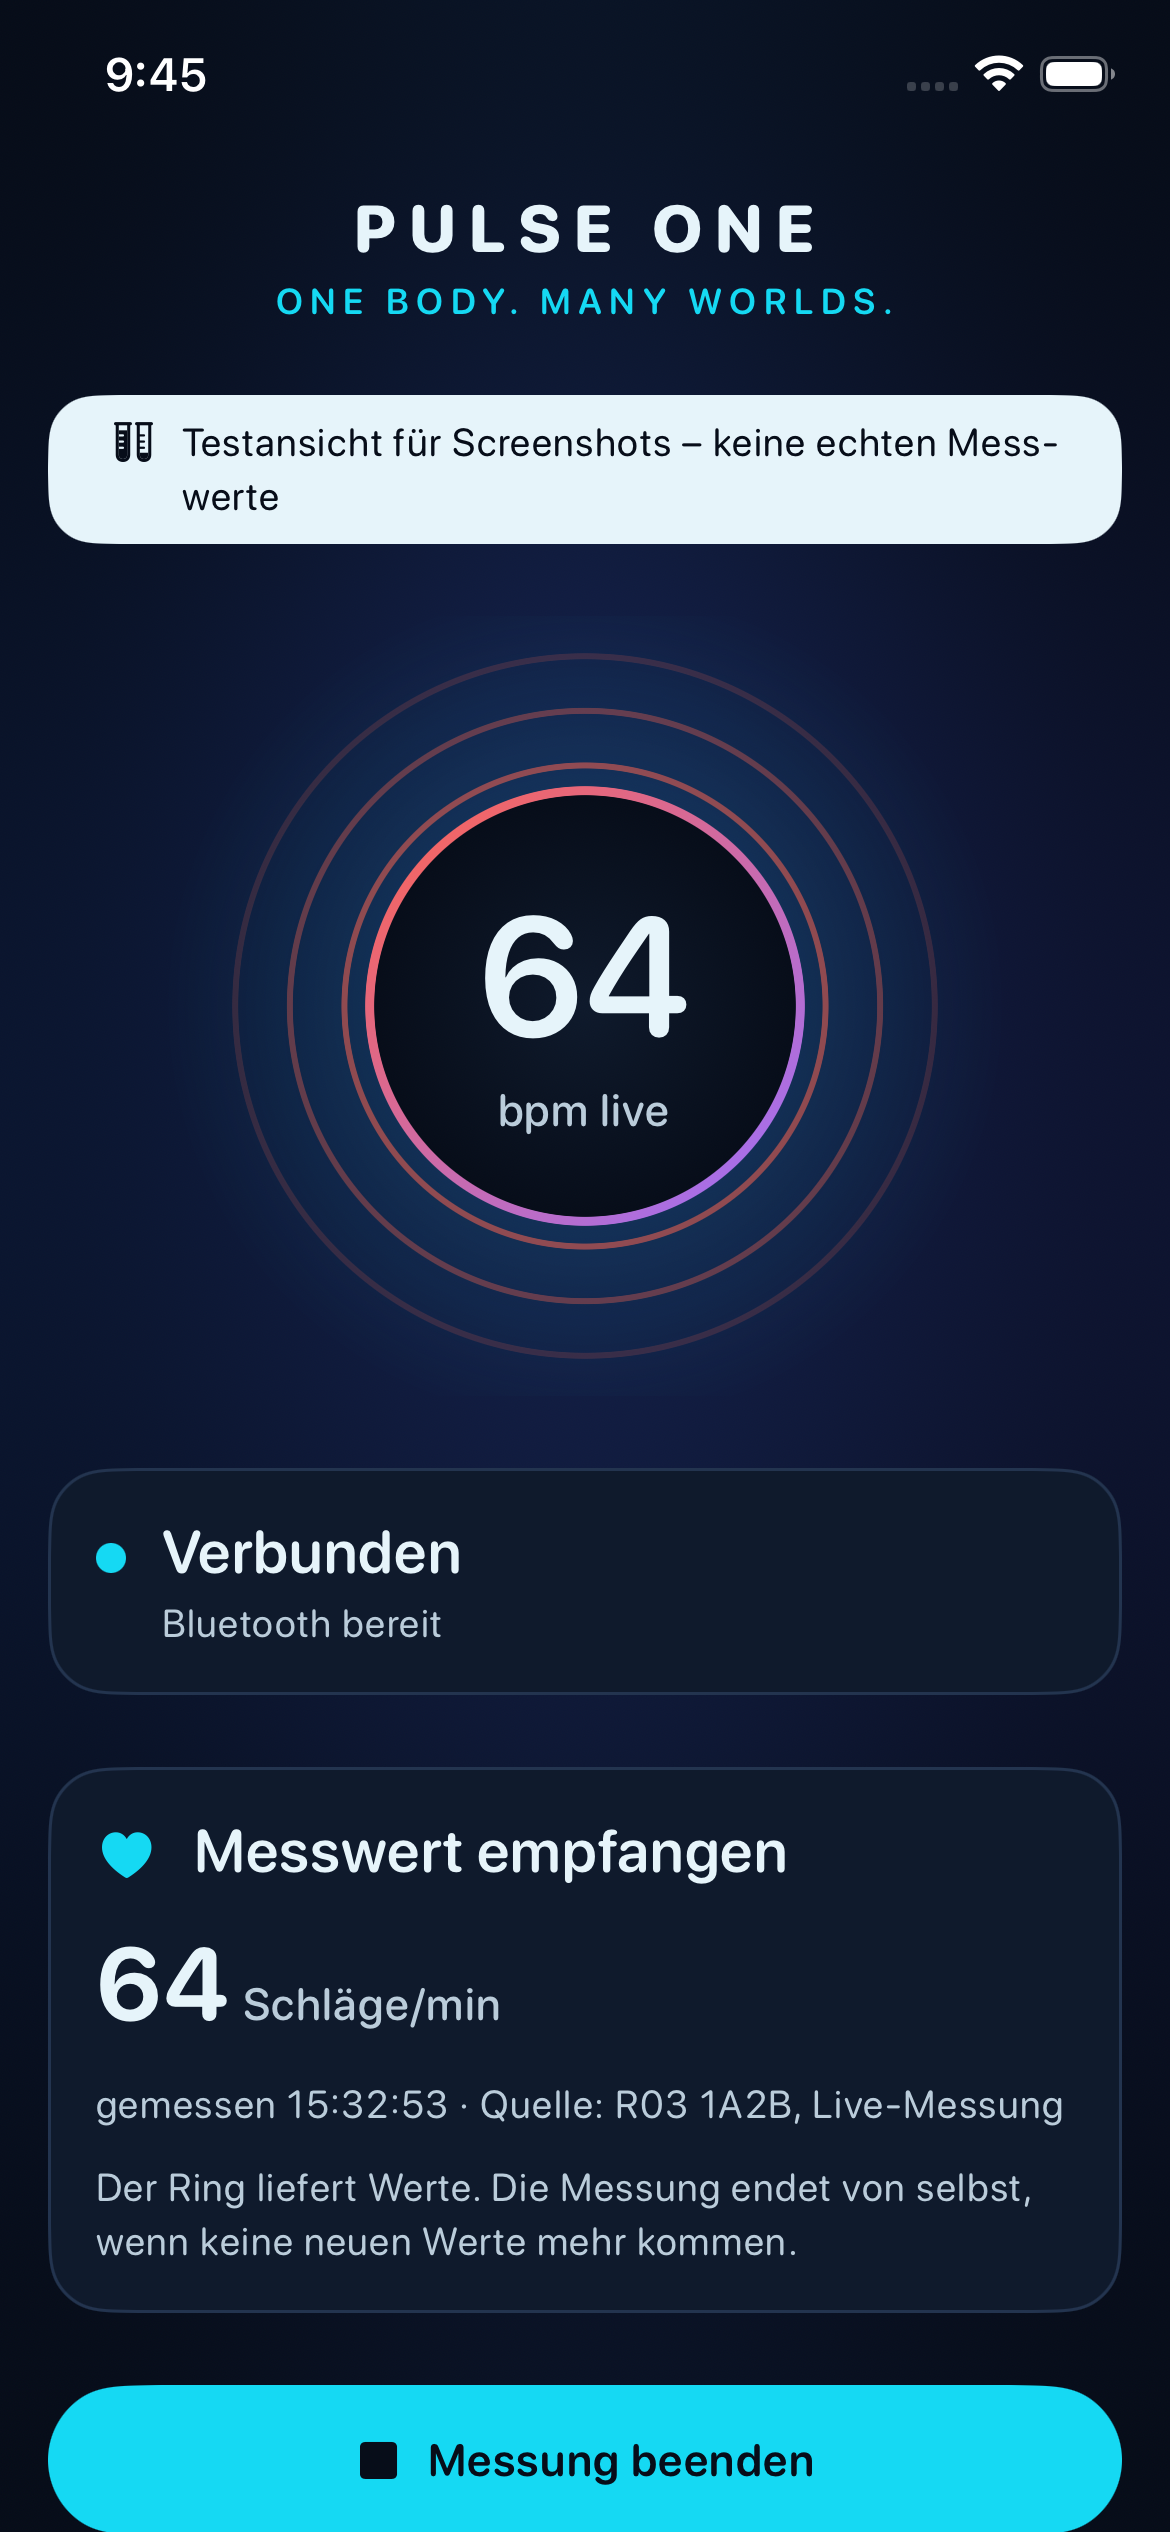 9:45
PULSE ONE
ONE BODY. MANY WORLDS.
Testansicht für Screenshots – keine echten Mess-
werte
64
bpm live
Verbunden
Bluetooth bereit
Messwert empfangen
64 Schläge/min
gemessen 15:32:53 · Quelle: R03 1A2B, Live-Messung
Der Ring liefert Werte. Die Messung endet von selbst,
wenn keine neuen Werte mehr kommen.
Messung beenden